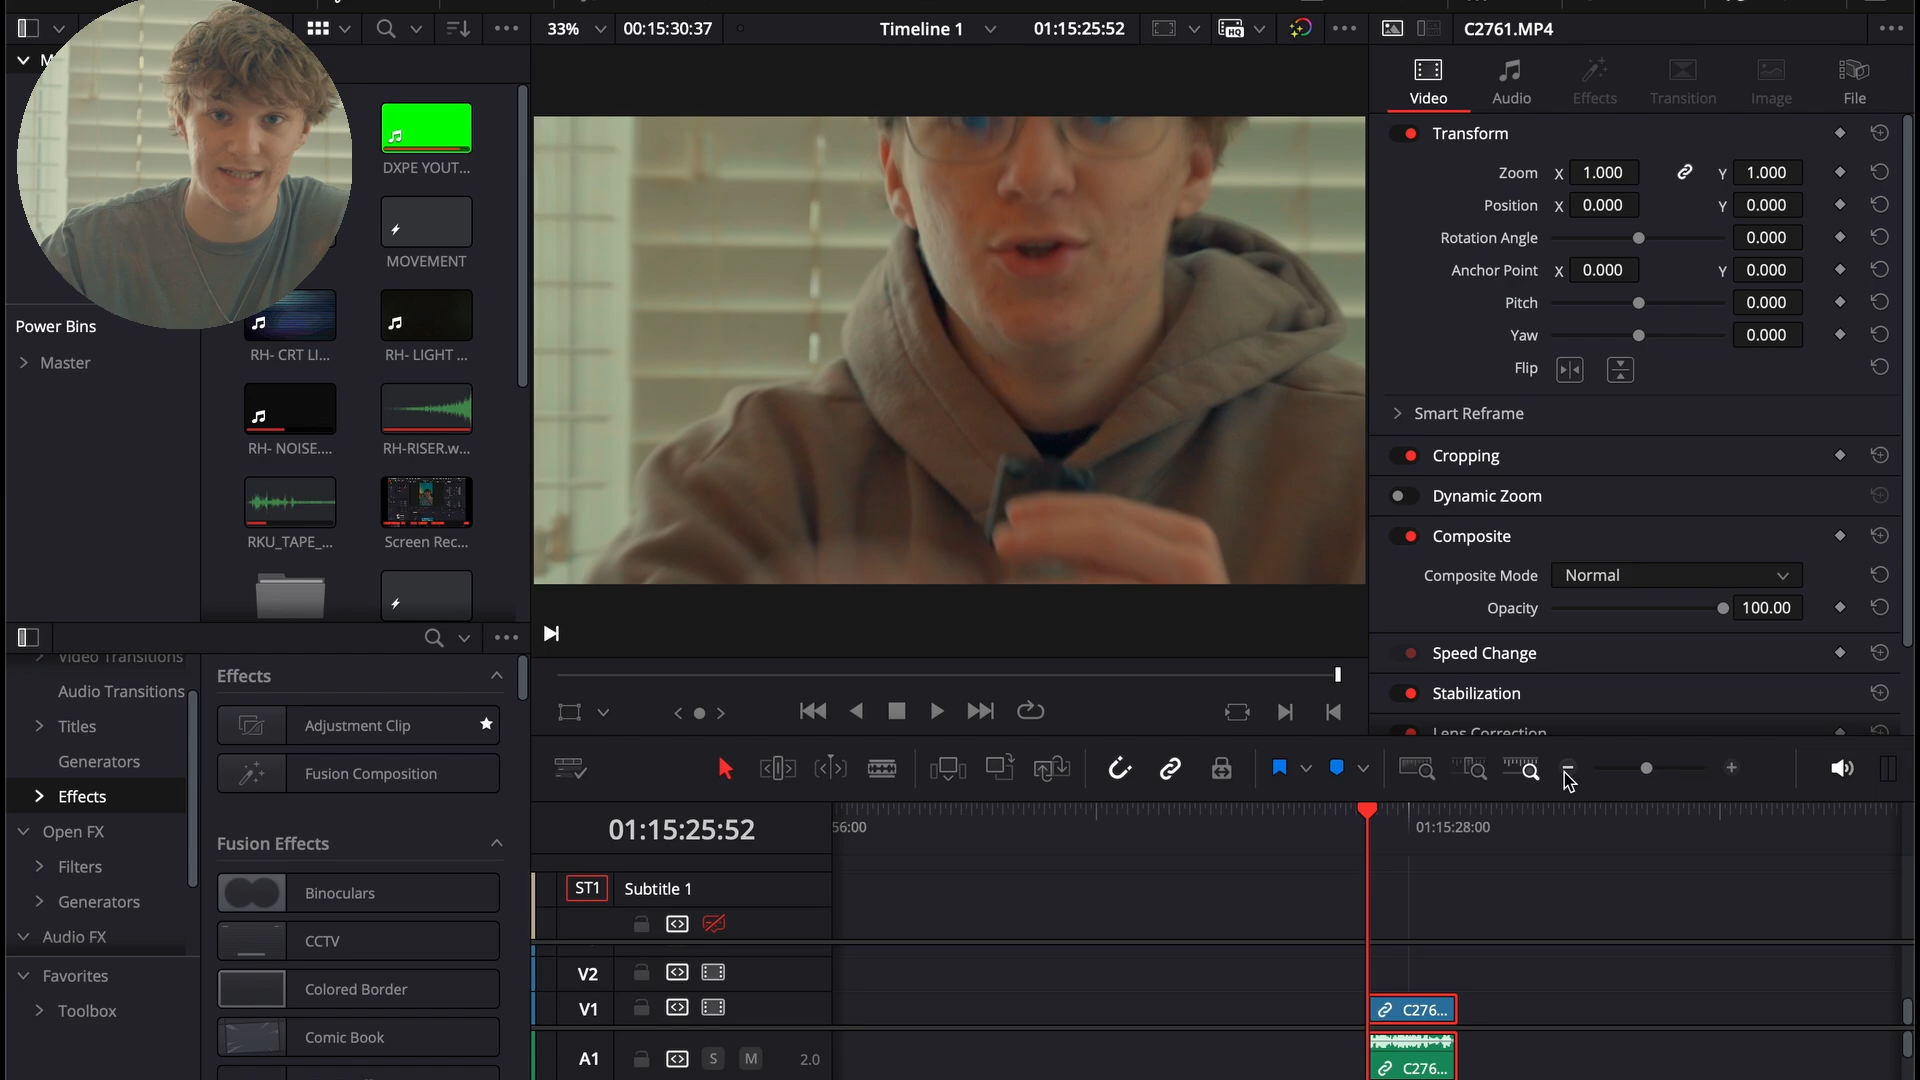 33%
00:15:30:37
Timeline 1
01:15:25:52
C2761.MP4
HQ
Video
Audio
Effects
Transition
Image
File
M
DXPE YOUT...
MOVEMENT
RH- CRT LI...
RH- LIGHT ...
RH- NOISE....
RH-RISER.w...
RKU_TAPE_...
Screen Rec...
Power Bins
Master
Transform
Zoom X 1.000 Y 1.000
Position X 0.000 Y 0.000
Rotation Angle 0.000
Anchor Point X 0.000 Y 0.000
Pitch 0.000
Yaw 0.000
Flip
Smart Reframe
Cropping
Dynamic Zoom
Composite
Composite Mode Normal
Opacity 100.00
Speed Change
Stabilization
Lens Correction
Video Transitions
Audio Transitions
Titles
Generators
Effects
Open FX
Filters
Generators
Audio FX
Favorites
Toolbox
Effects
Adjustment Clip
Fusion Composition
Fusion Effects
Binoculars
CCTV
Colored Border
Comic Book
01:15:25:52
56:00
01:15:28:00
ST1 Subtitle 1
V2
V1
C276...
A1 S M 2.0
C276...